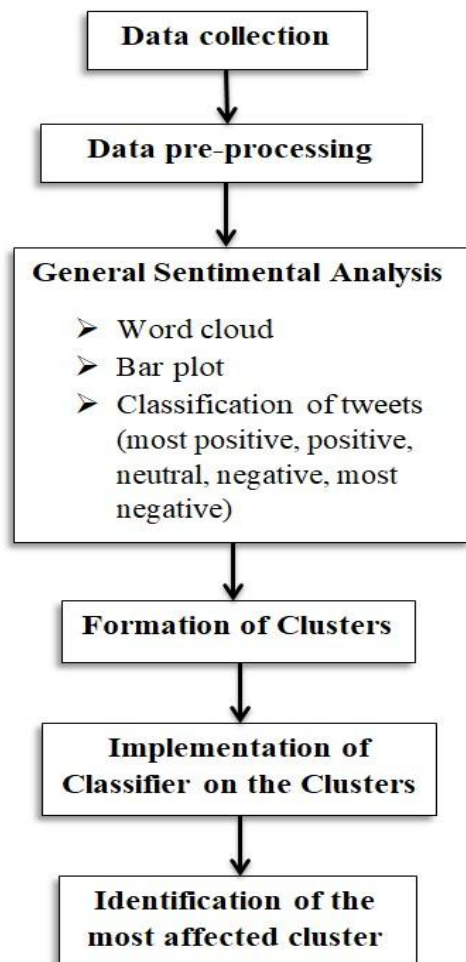 Data collection
Data pre-processing
General Sentimental Analysis
➢ Word cloud
➢ Bar plot
➢ Classification of tweets
(most positive, positive,
neutral, negative, most
negative)
Formation of Clusters
Implementation of
Classifier on the Clusters
Identification of the
most affected cluster